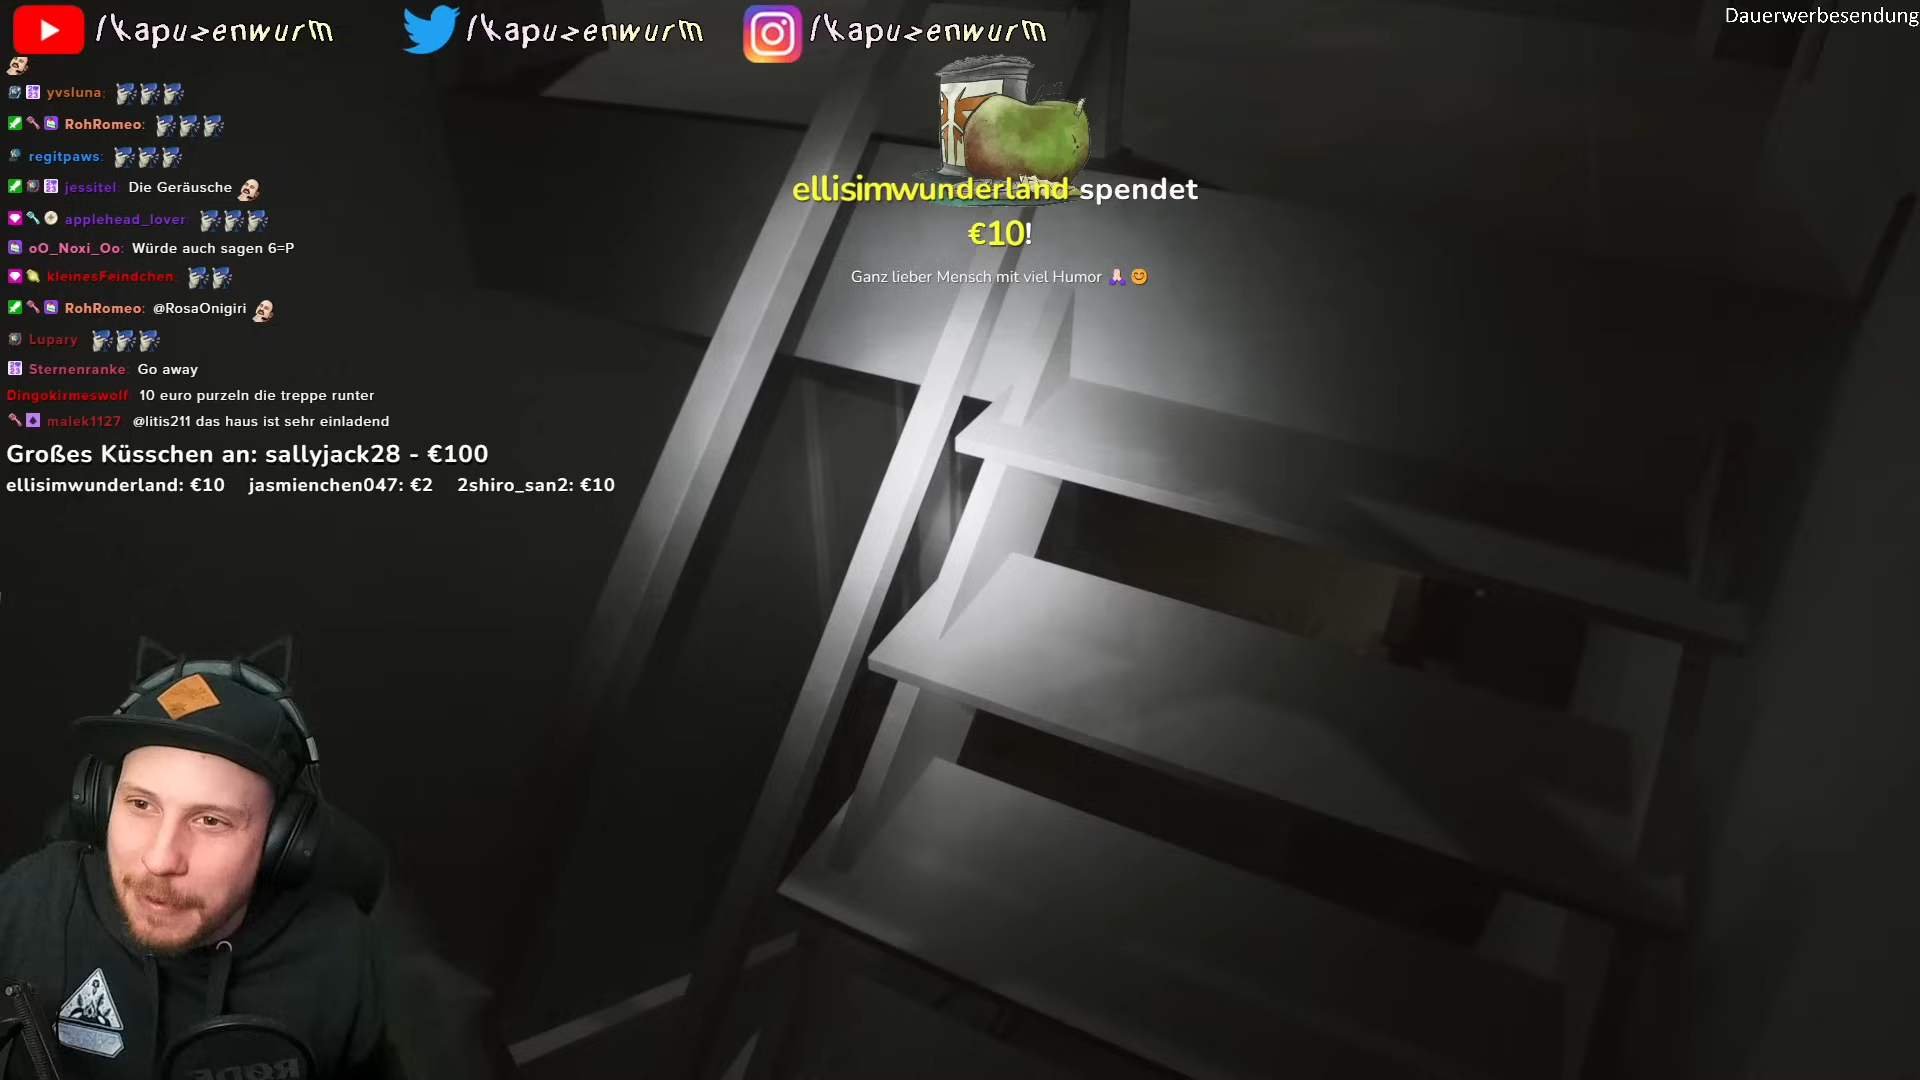 /kapuzenwurm /kapuzenwurm /kapuzenwurm
Dauerwerbesendung
yvsluna:
RohRomeo:
regitpaws:
jessitel: Die Geräusche
applehead_lover:
oO_Noxi_Oo: Würde auch sagen 6=P
kleinesFeindchen:
RohRomeo: @RosaOnigiri
Lupary
Sternenranke: Go away
Dingokirmeswolf: 10 euro purzeln die treppe runter
malek1127: @litis211 das haus ist sehr einladend
Großes Küsschen an: sallyjack28 - €100
ellisimwunderland: €10 jasmienchen047: €2 2shiro_san2: €10
ellisimwunderland spendet
€10!
Ganz lieber Mensch mit viel Humor 🙏🏻 😊
RØDE